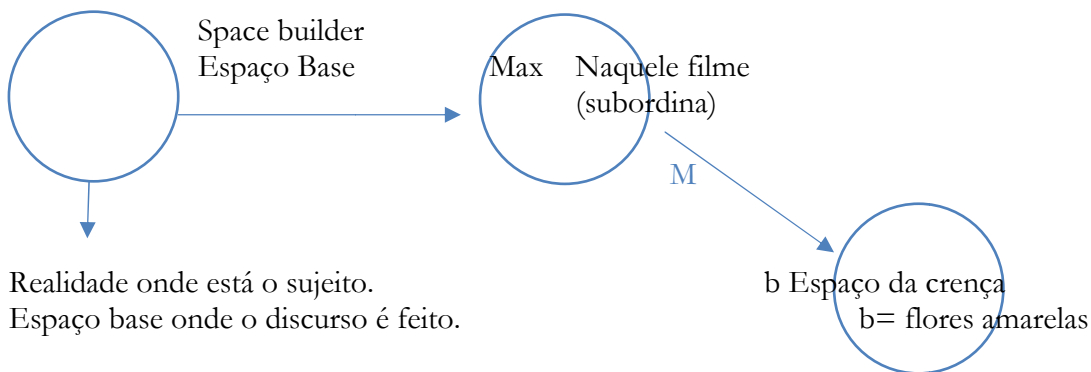 Space builder
Espaço Base
Max Naquele filme
(subordina)
M
Realidade onde está o sujeito.
Espaço base onde o discurso é feito.
b Espaço da crença
b= flores amarelas